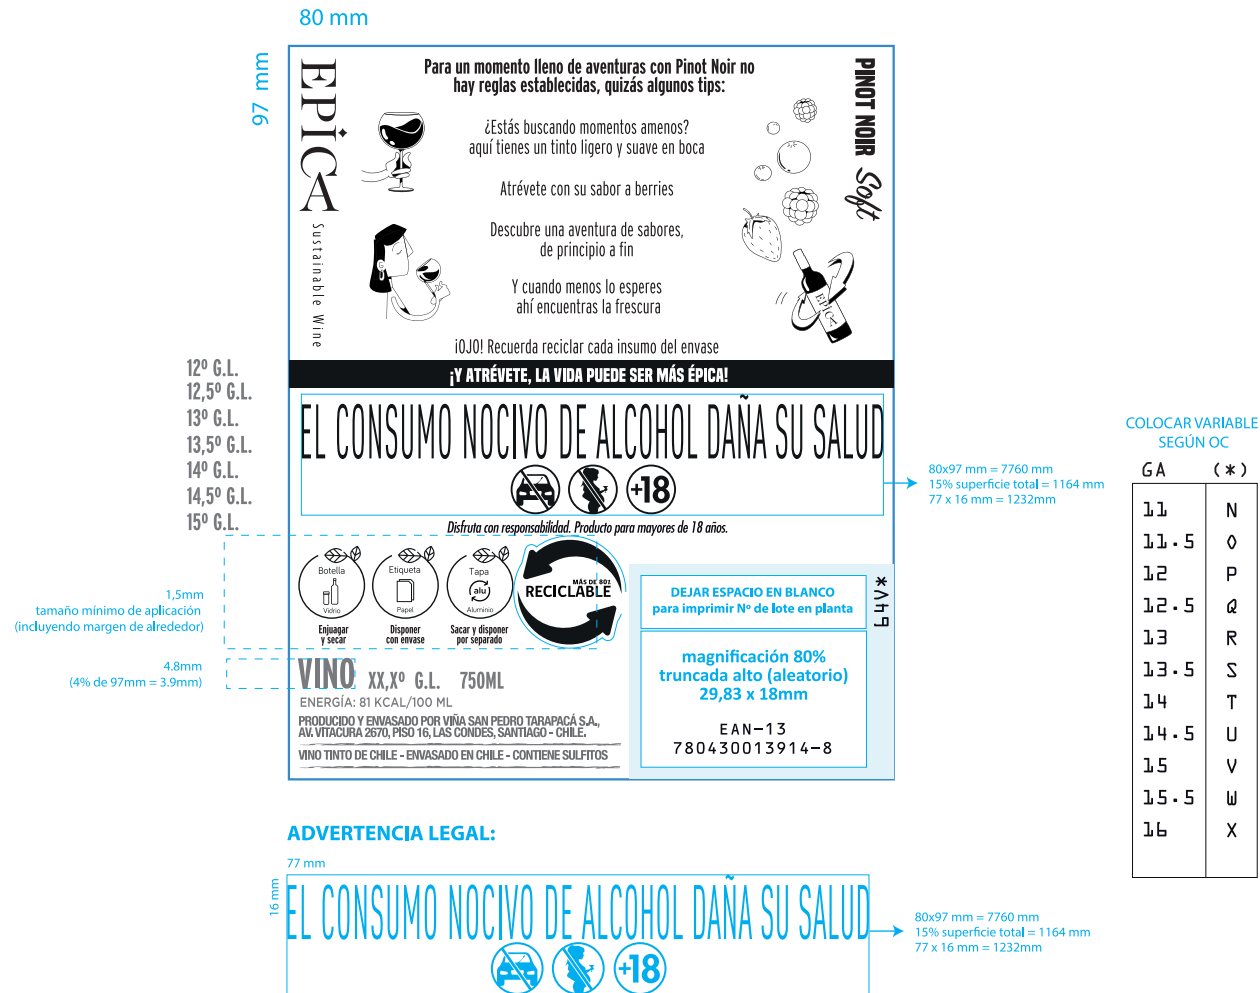 80 mm
97 mm
EPICA
Sustainable Wine
Para un momento lleno de aventuras con Pinot Noir no
hay reglas establecidas, quizás algunos tips:
¿Estás buscando momentos amenos?
aquí tienes un tinto ligero y suave en boca
Atrévete con su sabor a berries
Descubre una aventura de sabores,
de principio a fin
Y cuando menos lo esperes
ahí encuentras la frescura
¡OJO! Recuerda reciclar cada insumo del envase
PINOT NOIR Soft
EPICA
¡Y ATRÉVETE, LA VIDA PUEDE SER MÁS ÉPICA!
12º G.L.
12,5º G.L.
13º G.L.
13,5º G.L.
14º G.L.
14,5º G.L.
15º G.L.
EL CONSUMO NOCIVO DE ALCOHOL DAÑA SU SALUD
+18
80x97 mm = 7760 mm
15% superficie total = 1164 mm
77 x 16 mm = 1232mm
Disfruta con responsabilidad. Producto para mayores de 18 años.
Botella
Vidrio
Enjuagar
y secar
Etiqueta
Papel
Disponer
con envase
Tapa
alu
Aluminio
Sacar y disponer
por separado
MÁS DE 80%
RECICLABLE
1,5mm
tamaño mínimo de aplicación
(incluyendo margen de alrededor)
4.8mm
(4% de 97mm = 3.9mm)
VINO XX,Xº G.L. 750ML
ENERGÍA: 81 KCAL/100 ML
PRODUCIDO Y ENVASADO POR VIÑA SAN PEDRO TARAPACÁ S.A.,
AV. VITACURA 2670, PISO 16, LAS CONDES, SANTIAGO - CHILE.
VINO TINTO DE CHILE - ENVASADO EN CHILE - CONTIENE SULFITOS
DEJAR ESPACIO EN BLANCO
para imprimir Nº de lote en planta
magnificación 80%
truncada alto (aleatorio)
29,83 x 18mm
EAN-13
780430013914-8
COLOCAR VARIABLE
SEGÚN OC
GA (*)
11 N
11.5 O
12 P
12.5 Q
13 R
13.5 S
14 T
14.5 U
15 V
15.5 W
16 X
ADVERTENCIA LEGAL:
77 mm
16 mm
EL CONSUMO NOCIVO DE ALCOHOL DAÑA SU SALUD
+18
80x97 mm = 7760 mm
15% superficie total = 1164 mm
77 x 16 mm = 1232mm